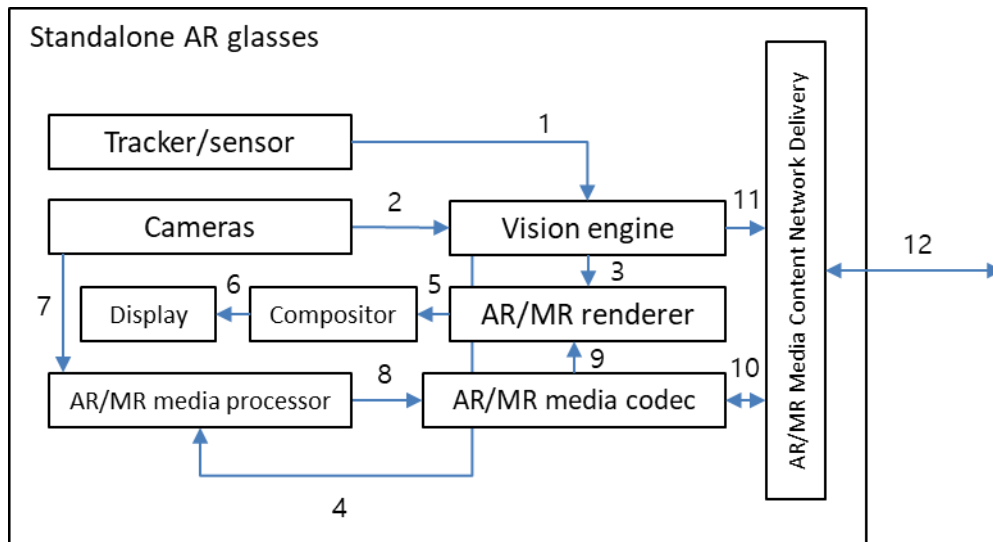 Standalone AR glasses
Tracker/sensor
1
Cameras
2
Vision engine
11
12
3
7
6
5
Display
Compositor
AR/MR renderer
9
10
AR/MR media processor
8
AR/MR media codec
4
AR/MR Media Content Network Delivery